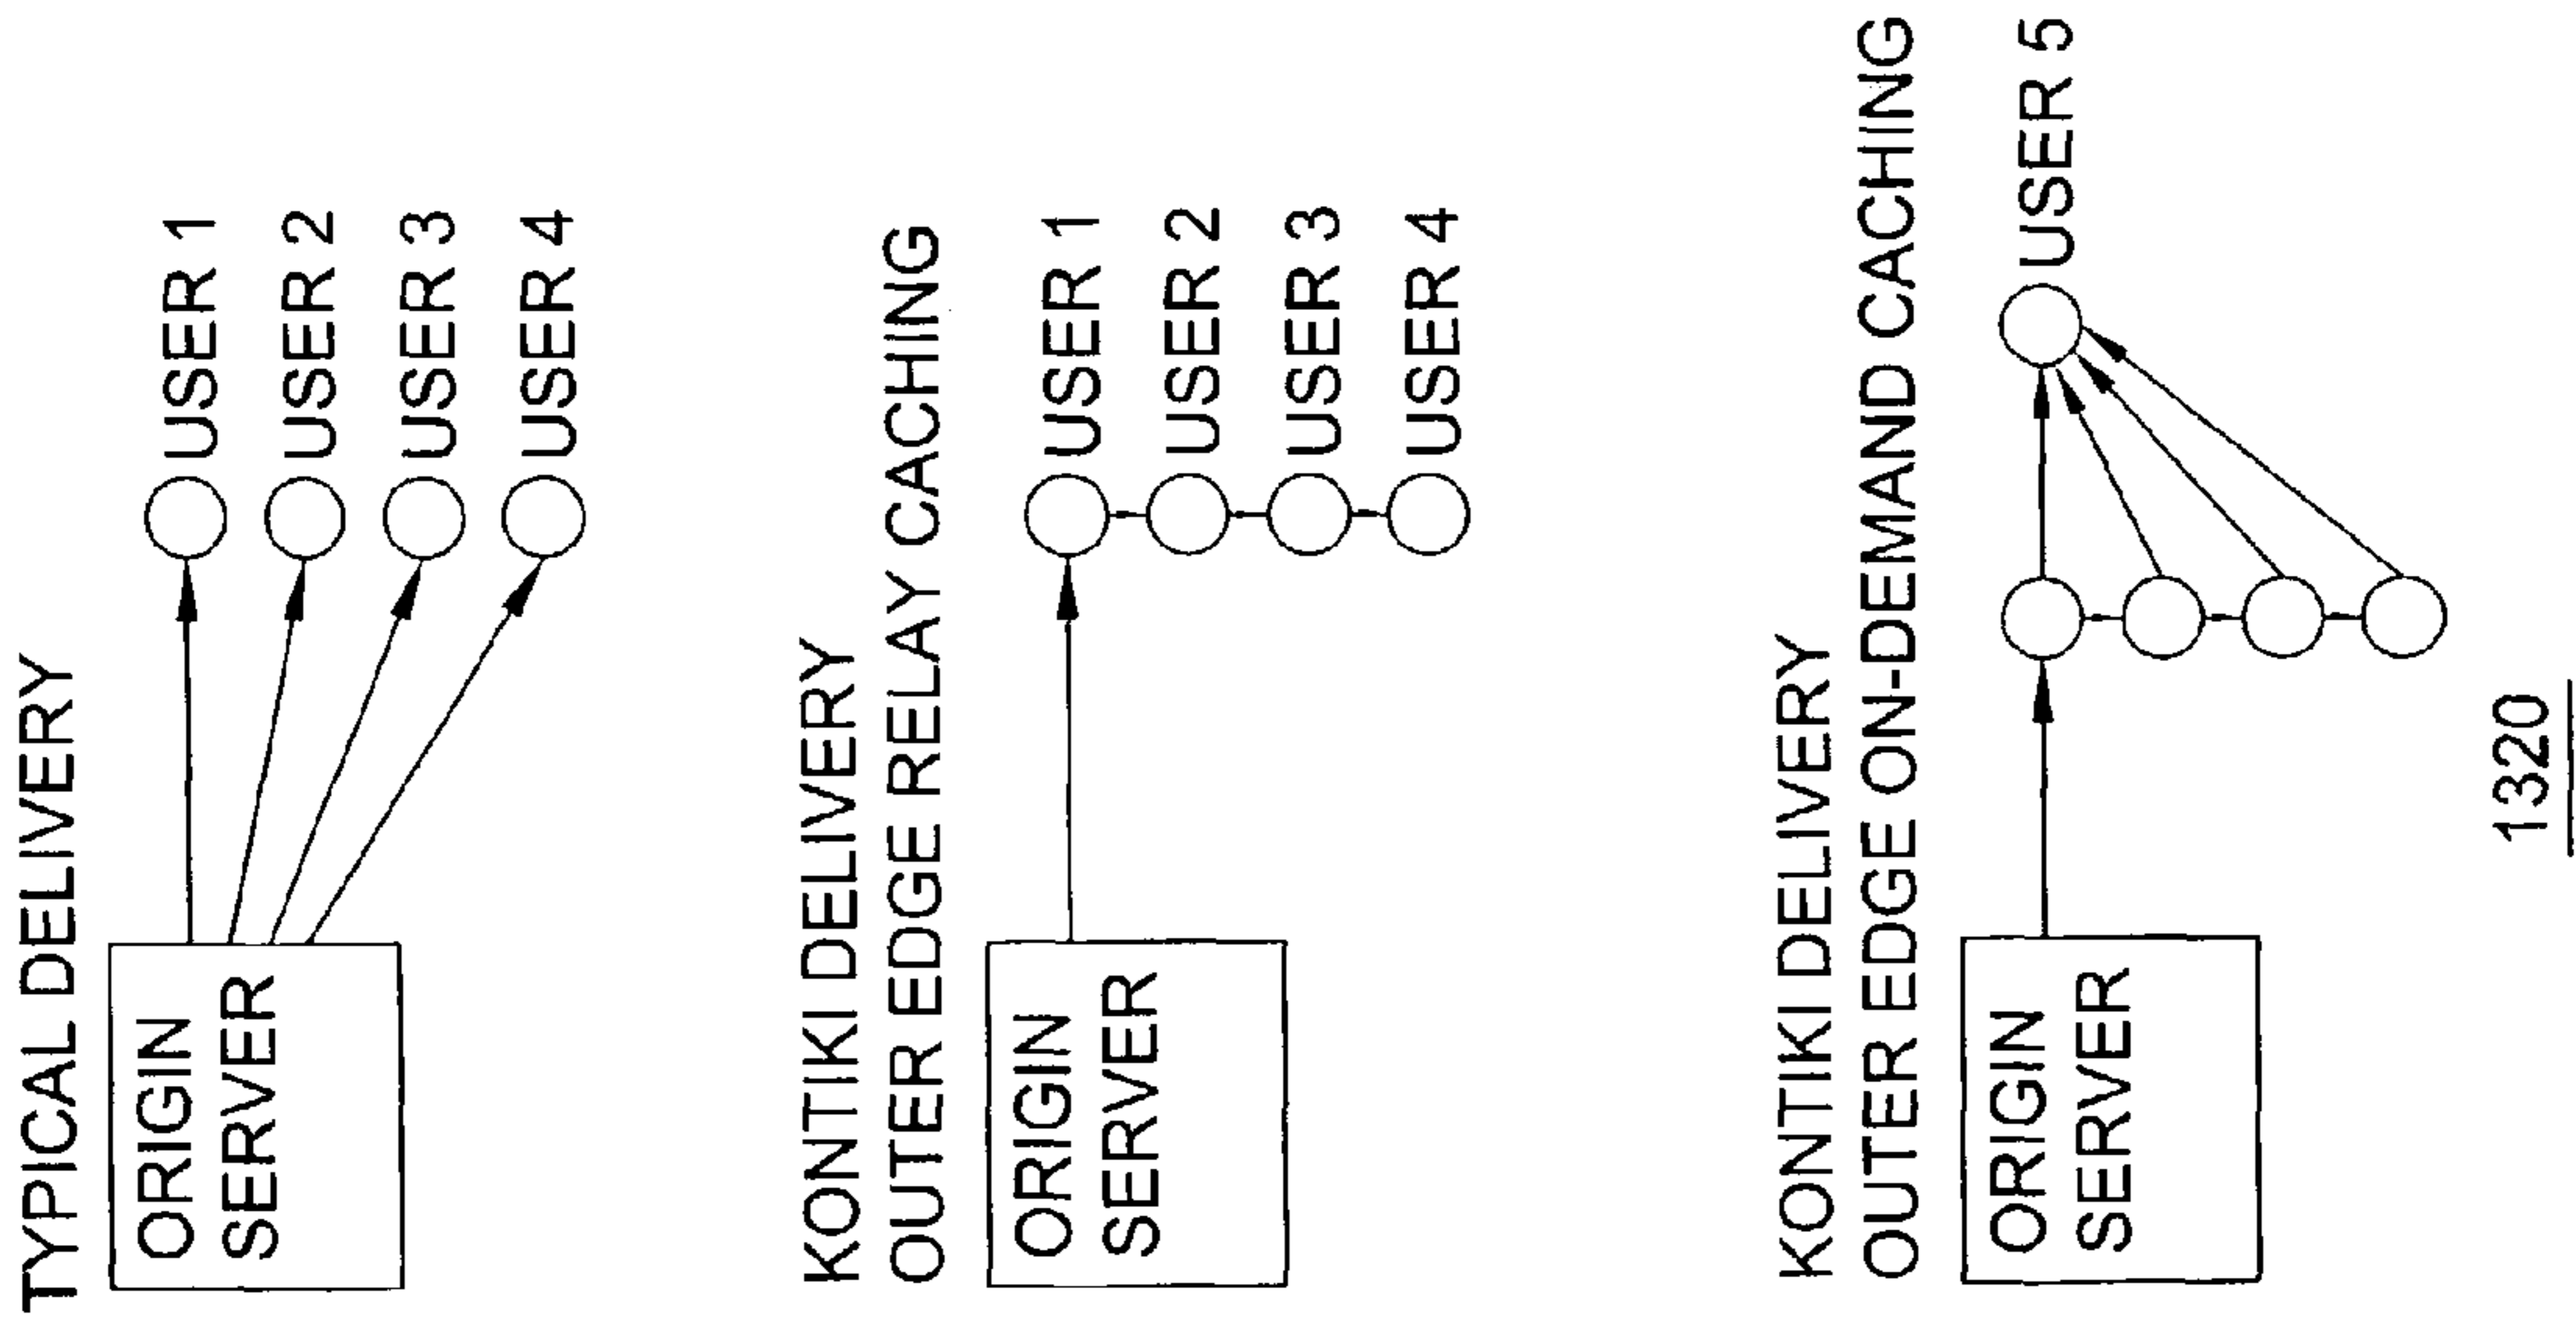 TYPICAL DELIVERY
ORIGIN
SERVER
USER 1
USER 2
USER 3
USER 4
KONTIKI DELIVERY
OUTER EDGE RELAY CACHING
ORIGIN
SERVER
USER 1
USER 2
USER 3
USER 4
KONTIKI DELIVERY
OUTER EDGE ON-DEMAND CACHING
ORIGIN
SERVER
USER 5
1320